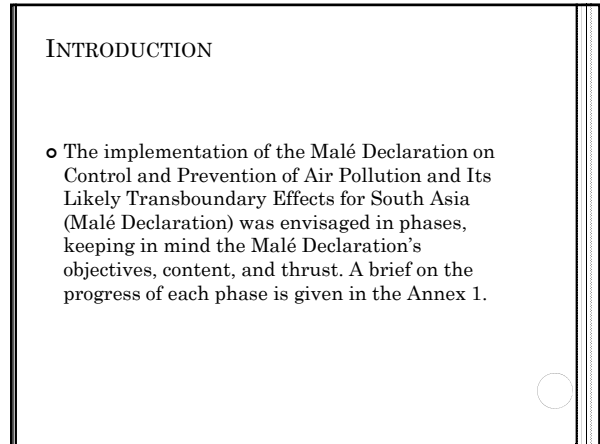 INTRODUCTION
The implementation of the Malé Declaration on
Control and Prevention of Air Pollution and Its
Likely Transboundary Effects for South Asia
(Malé Declaration) was envisaged in phases,
keeping in mind the Malé Declaration’s
objectives, content, and thrust. A brief on the
progress of each phase is given in the Annex 1.